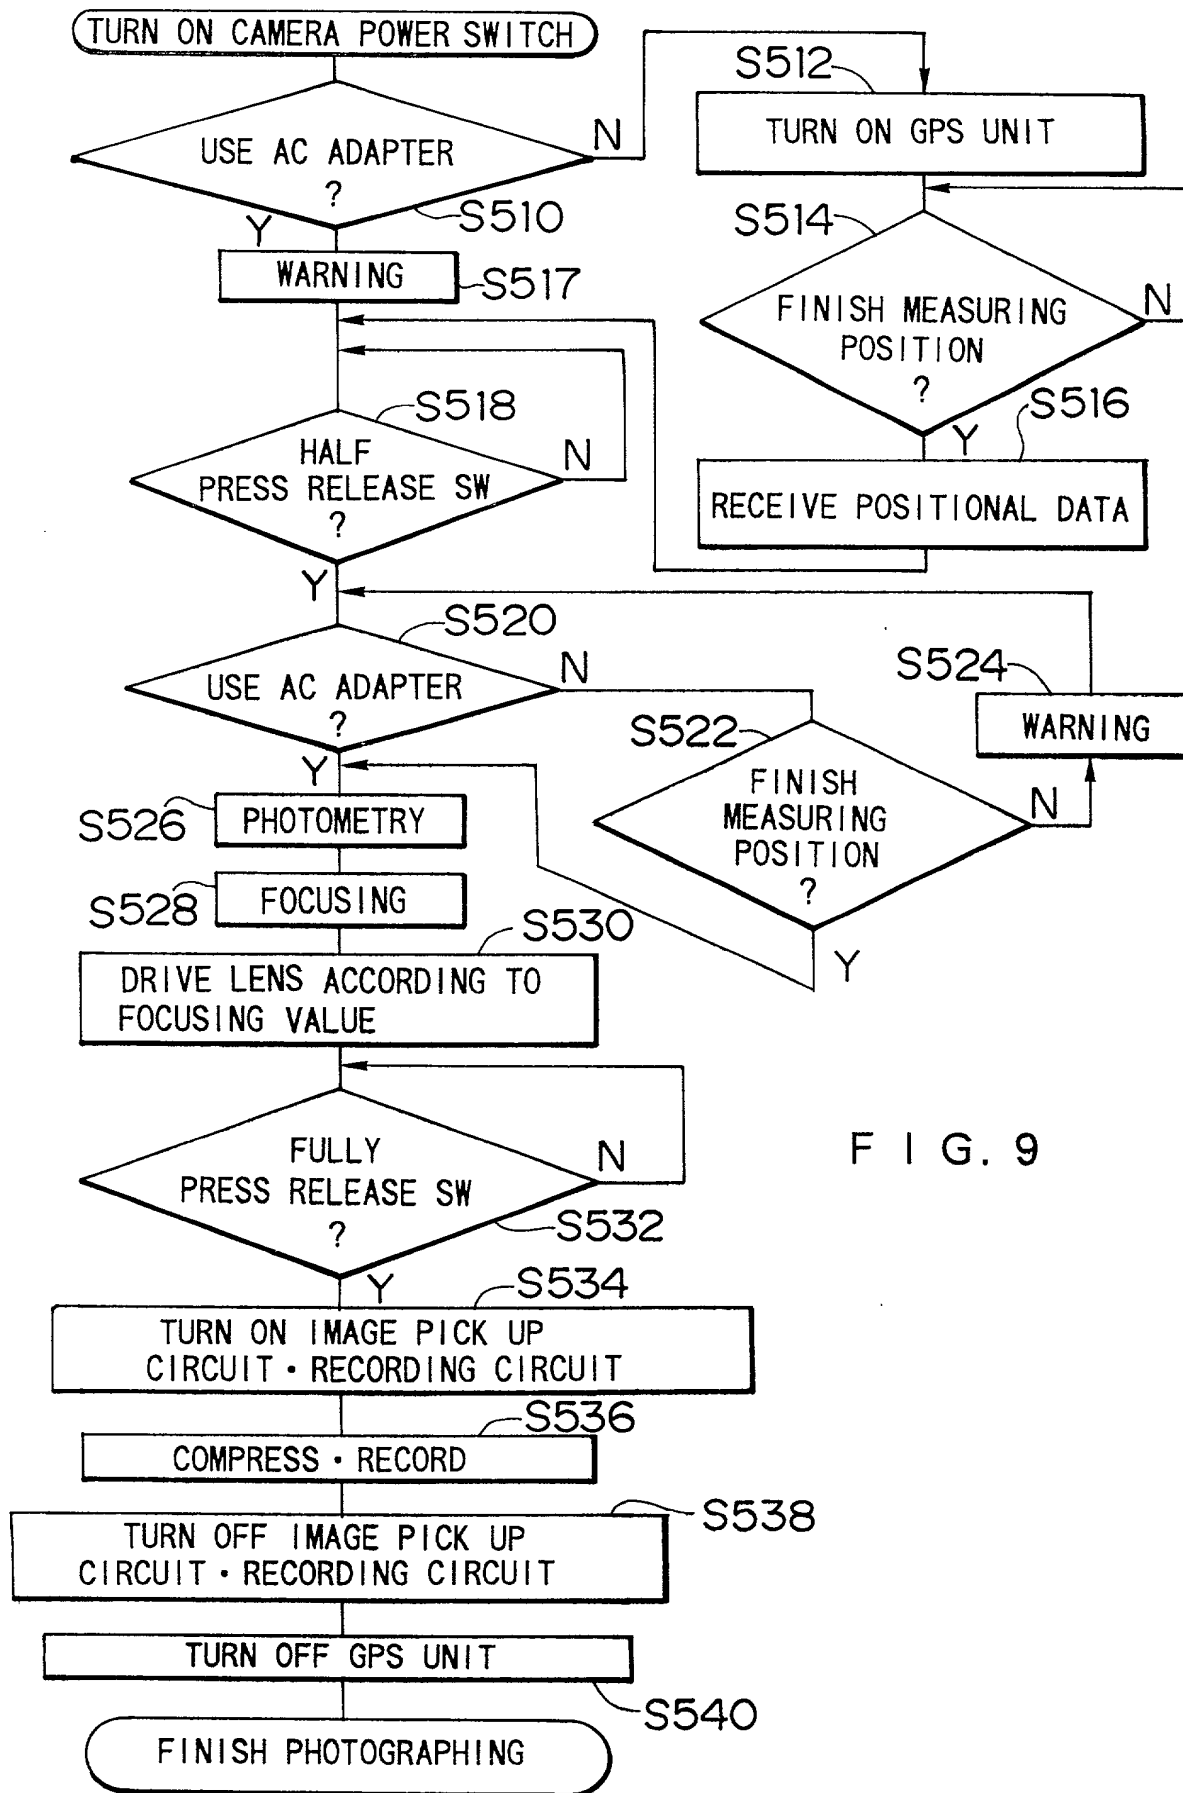 TURN ON CAMERA POWER SWITCH
USE AC ADAPTER
?
N
Y
S510
WARNING
S517
S512
TURN ON GPS UNIT
S514
FINISH MEASURING
POSITION
?
N
Y
S516
RECEIVE POSITIONAL DATA
S518
HALF
PRESS RELEASE SW
?
N
Y
S520
USE AC ADAPTER
?
N
Y
S522
FINISH
MEASURING
POSITION
?
N
Y
S524
WARNING
S526
PHOTOMETRY
S528
FOCUSING
S530
DRIVE LENS ACCORDING TO
FOCUSING VALUE
FULLY
PRESS RELEASE SW
?
N
S532
Y
FIG. 9
S534
TURN ON IMAGE PICK UP
CIRCUIT・RECORDING CIRCUIT
S536
COMPRESS・RECORD
S538
TURN OFF IMAGE PICK UP
CIRCUIT・RECORDING CIRCUIT
TURN OFF GPS UNIT
S540
FINISH PHOTOGRAPHING